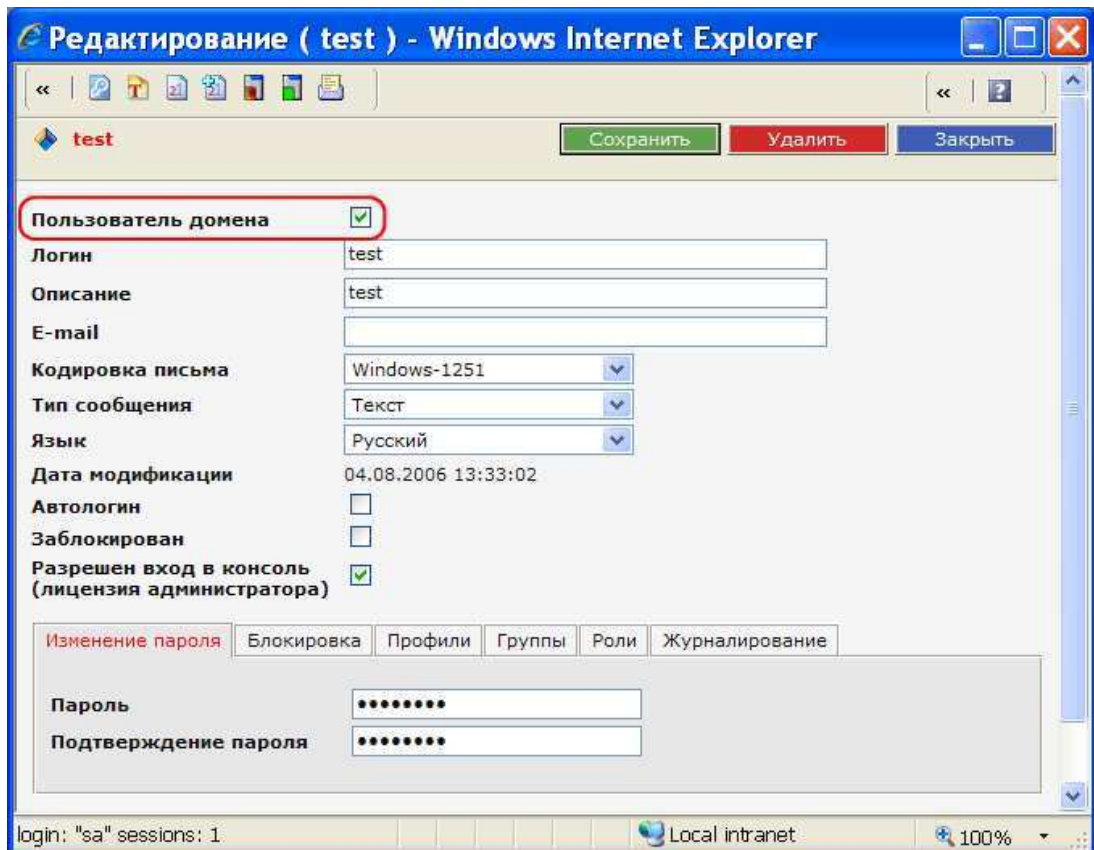 Редактирование ( test ) - Windows Internet Explorer
« «
test Сохранить Удалить Закрыть
Пользователь домена
Логин test
Описание test
E-mail
Кодировка письма Windows-1251
Тип сообщения Текст
Язык Русский
Дата модификации 04.08.2006 13:33:02
Автологин
Заблокирован
Разрешен вход в консоль
(лицензия администратора)
Изменение пароля Блокировка Профили Группы Роли Журналирование
Пароль ••••••••
Подтверждение пароля ••••••••
login: "sa" sessions: 1 Local intranet 100%